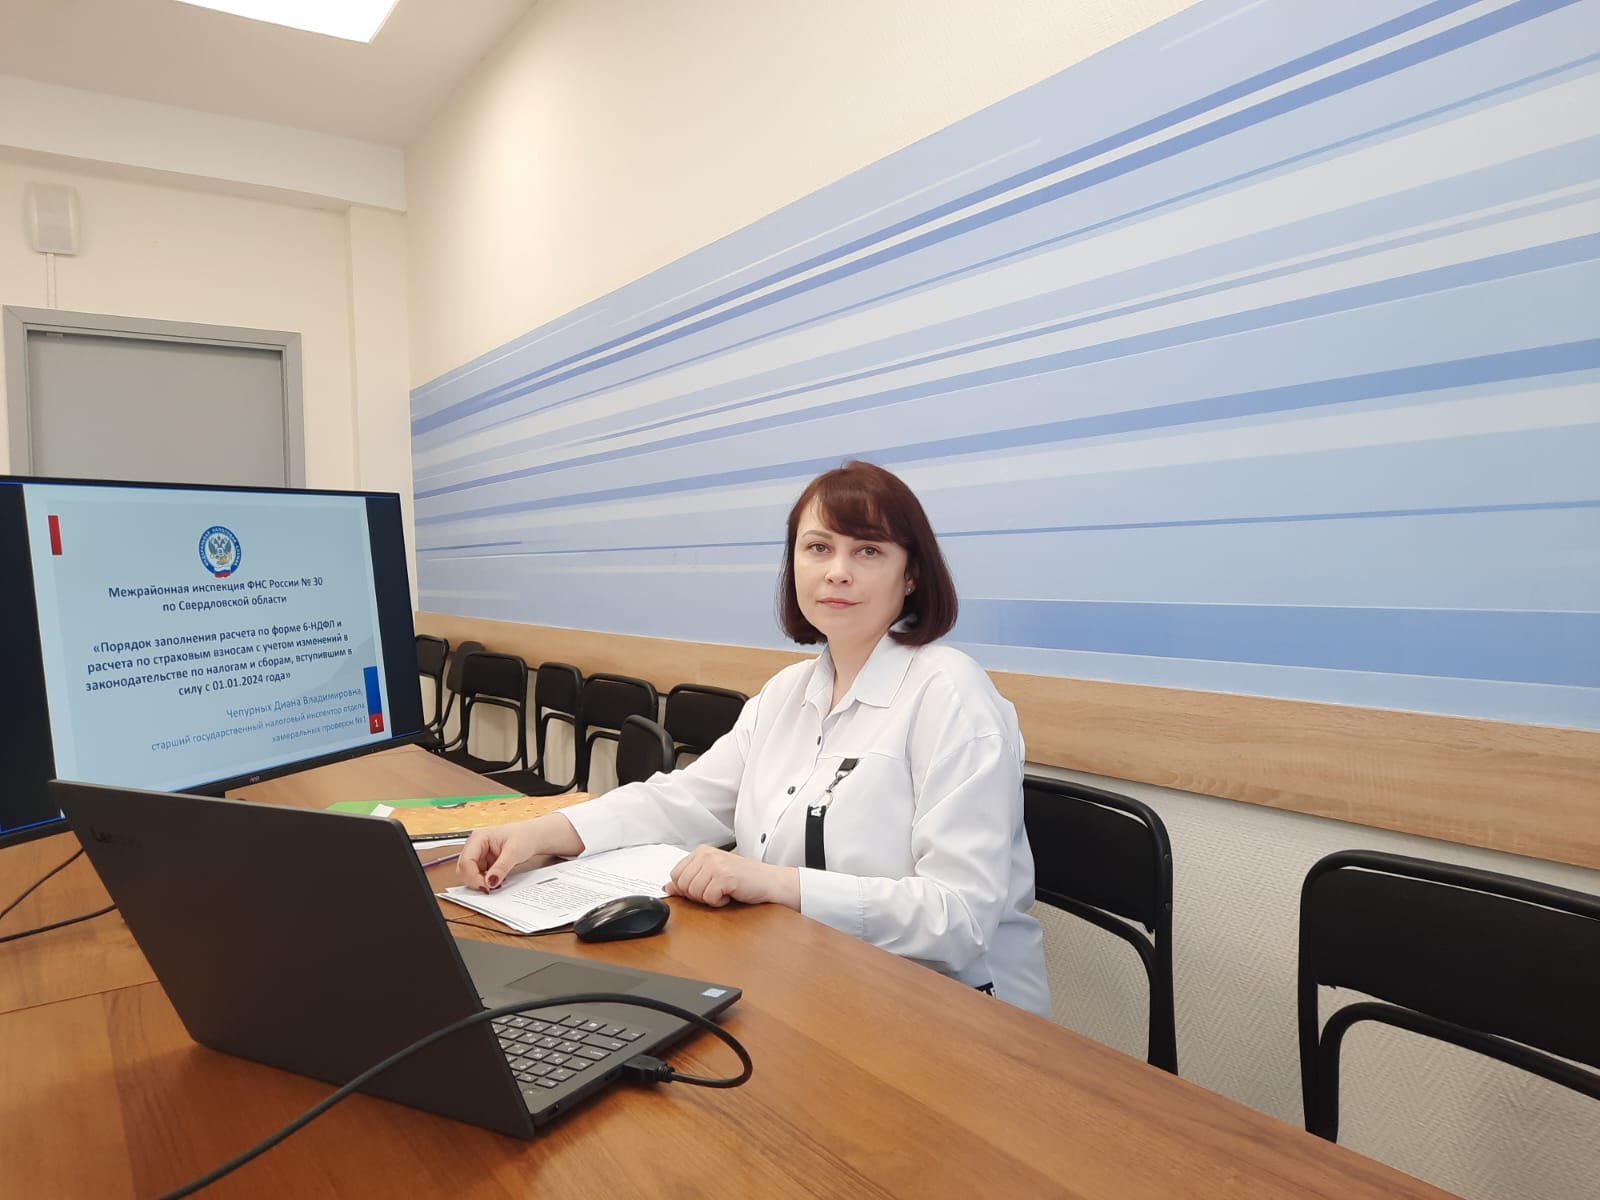 Межрайонная инспекция ФНС России № 30
по Свердловской области
«Порядок заполнения расчета по форме 6-НДФЛ и
расчета по страховым взносам с учетом изменений в
законодательстве по налогам и сборам, вступившим в
силу с 01.01.2024 года»
Чепурных Диана Владимировна,
старший государственный налоговый инспектор отдела
камеральных проверок №1
1